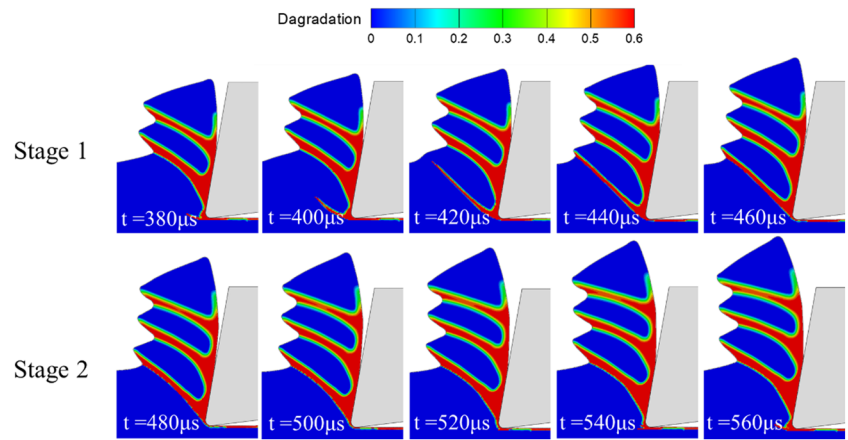 Dagradation
0 0.1 0.2 0.3 0.4 0.5 0.6
Stage 1
t =380μs
t =400μs
t =420μs
t =440μs
t =460μs
Stage 2
t =480μs
t =500μs
t =520μs
t =540μs
t =560μs